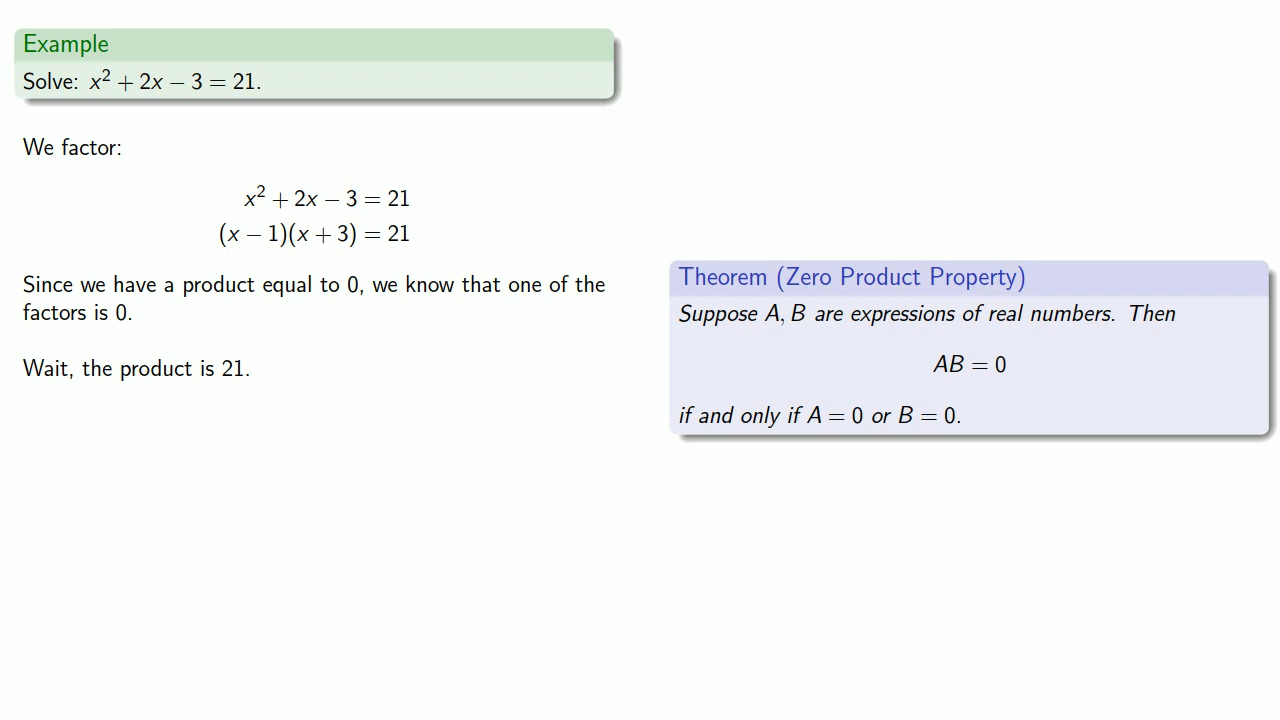 Example
Solve: x² + 2x − 3 = 21.
We factor:
x² + 2x − 3 = 21
(x − 1)(x + 3) = 21
Since we have a product equal to 0, we know that one of the
factors is 0.
Wait, the product is 21.
Theorem (Zero Product Property)
Suppose A, B are expressions of real numbers. Then
AB = 0
if and only if A = 0 or B = 0.